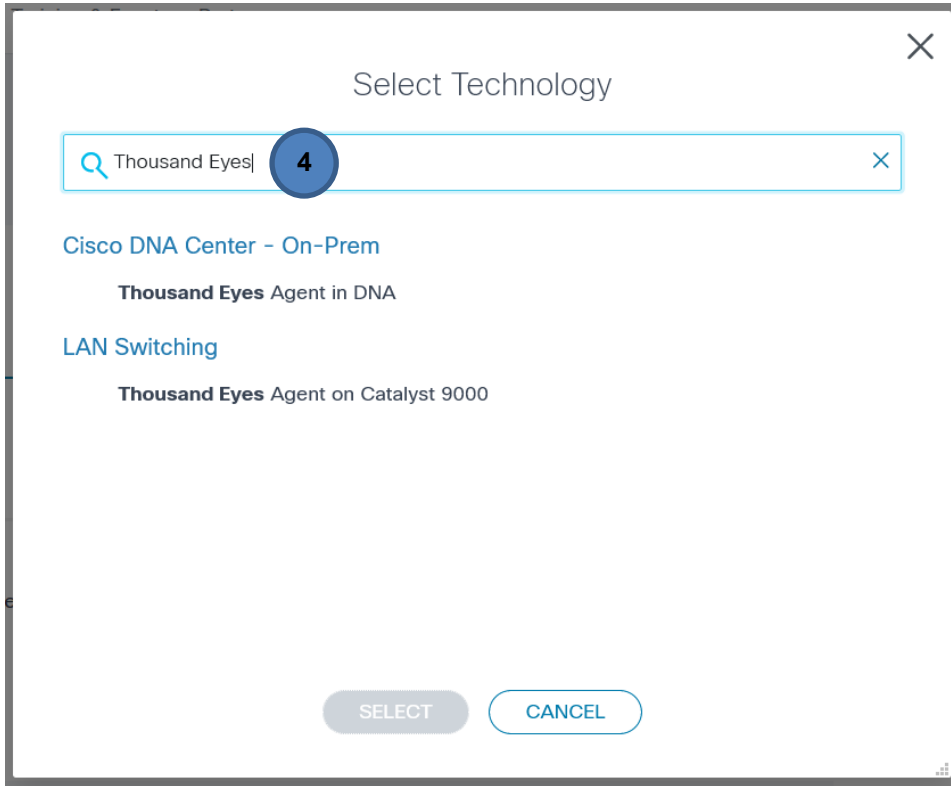 Select Technology
Thousand Eyes 4
Cisco DNA Center - On-Prem
Thousand Eyes Agent in DNA
LAN Switching
Thousand Eyes Agent on Catalyst 9000
SELECT CANCEL